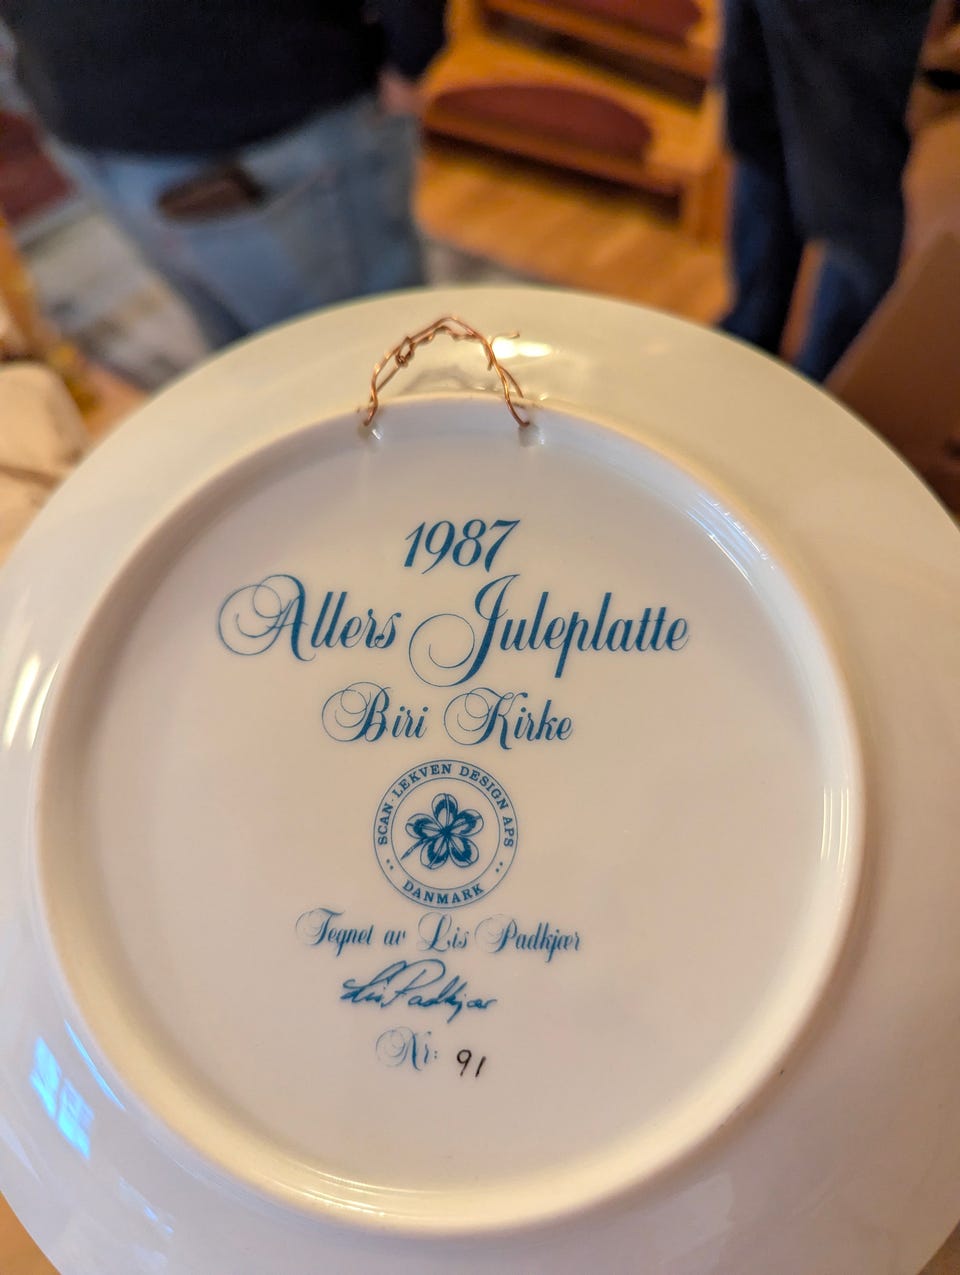 1987
Allers Juleplatte
Biri Kirke
SCAN·LEKVEN DESIGN APS
DANMARK
Tegnet av Lis Padkjær
Lis Padkjær
Nr: 91